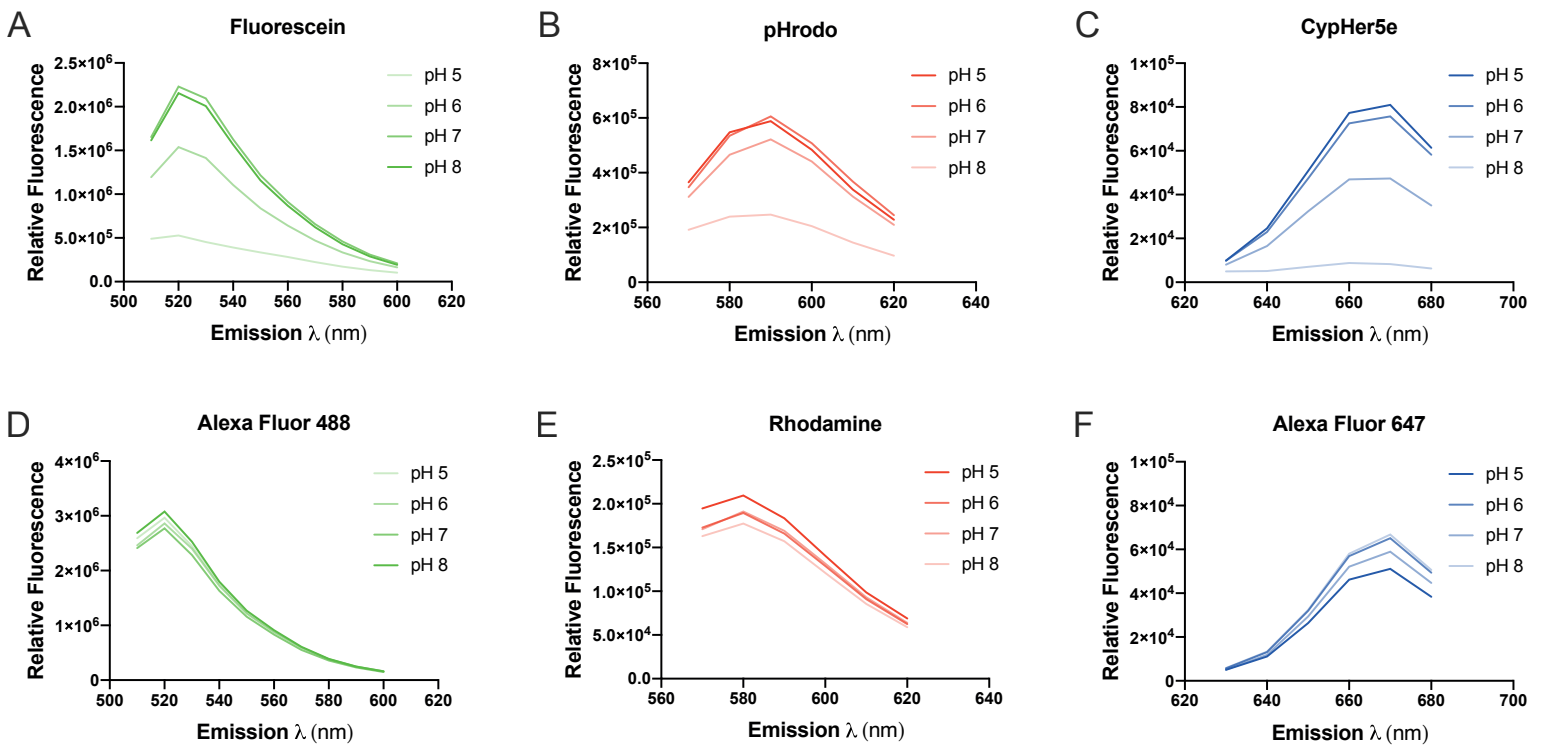 A
Fluorescein
Relative Fluorescence
2.5×10⁶
2.0×10⁶
1.5×10⁶
1.0×10⁶
5.0×10⁵
0.0
500 520 540 560 580 600 620
Emission λ (nm)
pH 5
pH 6
pH 7
pH 8
B
pHrodo
Relative Fluorescence
8×10⁵
6×10⁵
4×10⁵
2×10⁵
0
560 580 600 620 640
Emission λ (nm)
pH 5
pH 6
pH 7
pH 8
C
CypHer5e
Relative Fluorescence
1×10⁵
8×10⁴
6×10⁴
4×10⁴
2×10⁴
0
620 640 660 680 700
Emission λ (nm)
pH 5
pH 6
pH 7
pH 8
D
Alexa Fluor 488
Relative Fluorescence
4×10⁶
3×10⁶
2×10⁶
1×10⁶
0
500 520 540 560 580 600 620
Emission λ (nm)
pH 5
pH 6
pH 7
pH 8
E
Rhodamine
Relative Fluorescence
2.5×10⁵
2.0×10⁵
1.5×10⁵
1.0×10⁵
5.0×10⁴
0.0
560 580 600 620 640
Emission λ (nm)
pH 5
pH 6
pH 7
pH 8
F
Alexa Fluor 647
Relative Fluorescence
1×10⁵
8×10⁴
6×10⁴
4×10⁴
2×10⁴
0
620 640 660 680 700
Emission λ (nm)
pH 5
pH 6
pH 7
pH 8